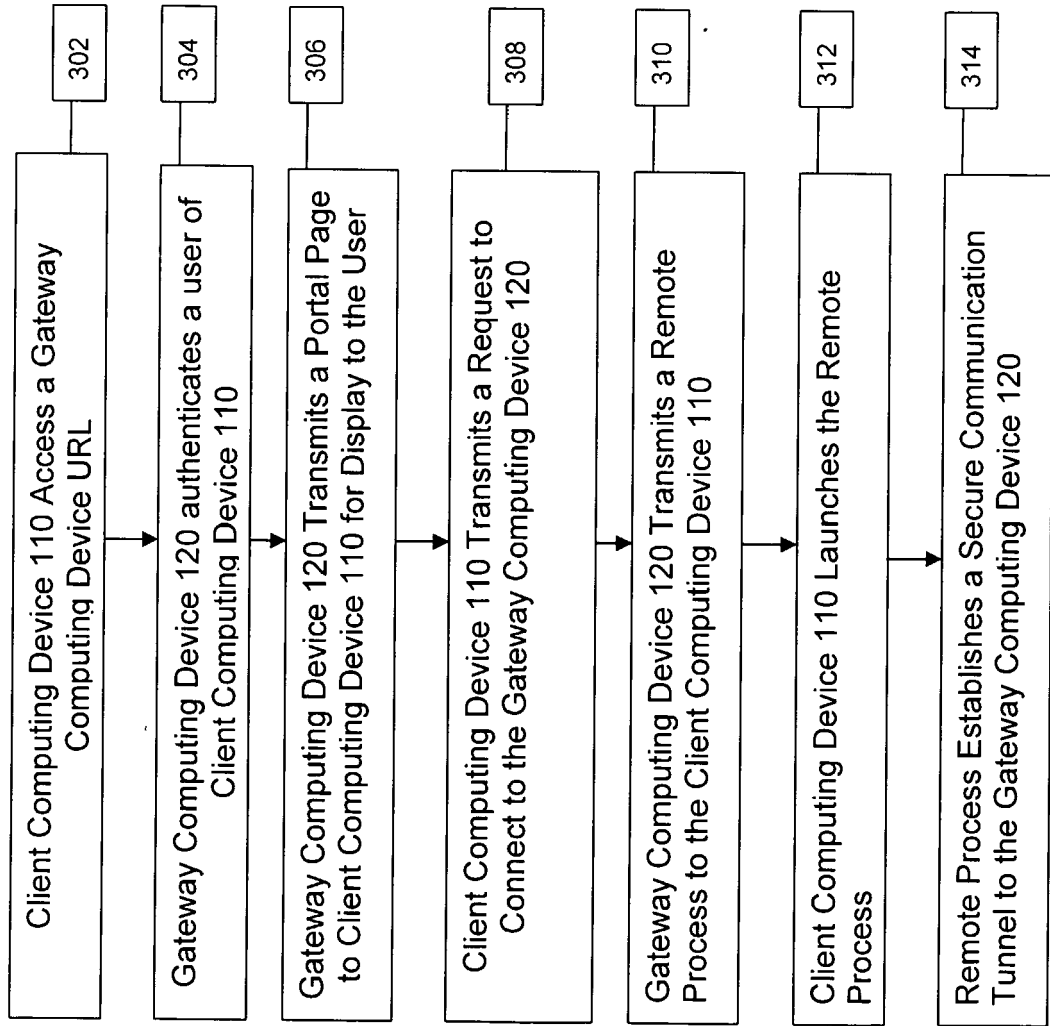 Client Computing Device 110 Access a Gateway
Computing Device URL
302
Gateway Computing Device 120 authenticates a user of
Client Computing Device 110
304
Gateway Computing Device 120 Transmits a Portal Page
to Client Computing Device 110 for Display to the User
306
Client Computing Device 110 Transmits a Request to
Connect to the Gateway Computing Device 120
308
Gateway Computing Device 120 Transmits a Remote
Process to the Client Computing Device 110
310
Client Computing Device 110 Launches the Remote
Process
312
Remote Process Establishes a Secure Communication
Tunnel to the Gateway Computing Device 120
314